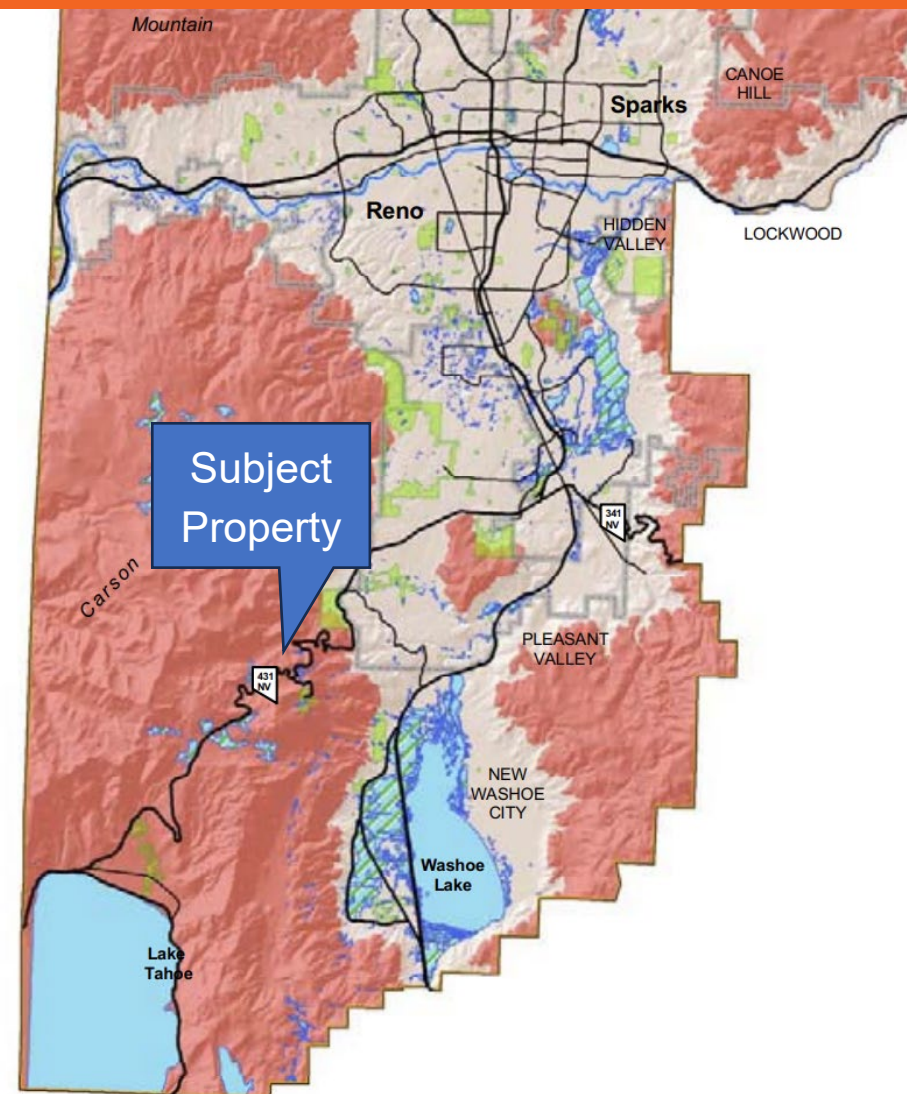 Mountain
CANOE
HILL
Sparks
Reno
HIDDEN
VALLEY
LOCKWOOD
Subject
Property
341
NV
Carson
PLEASANT
VALLEY
431
NV
NEW
WASHOE
CITY
Washoe
Lake
Lake
Tahoe